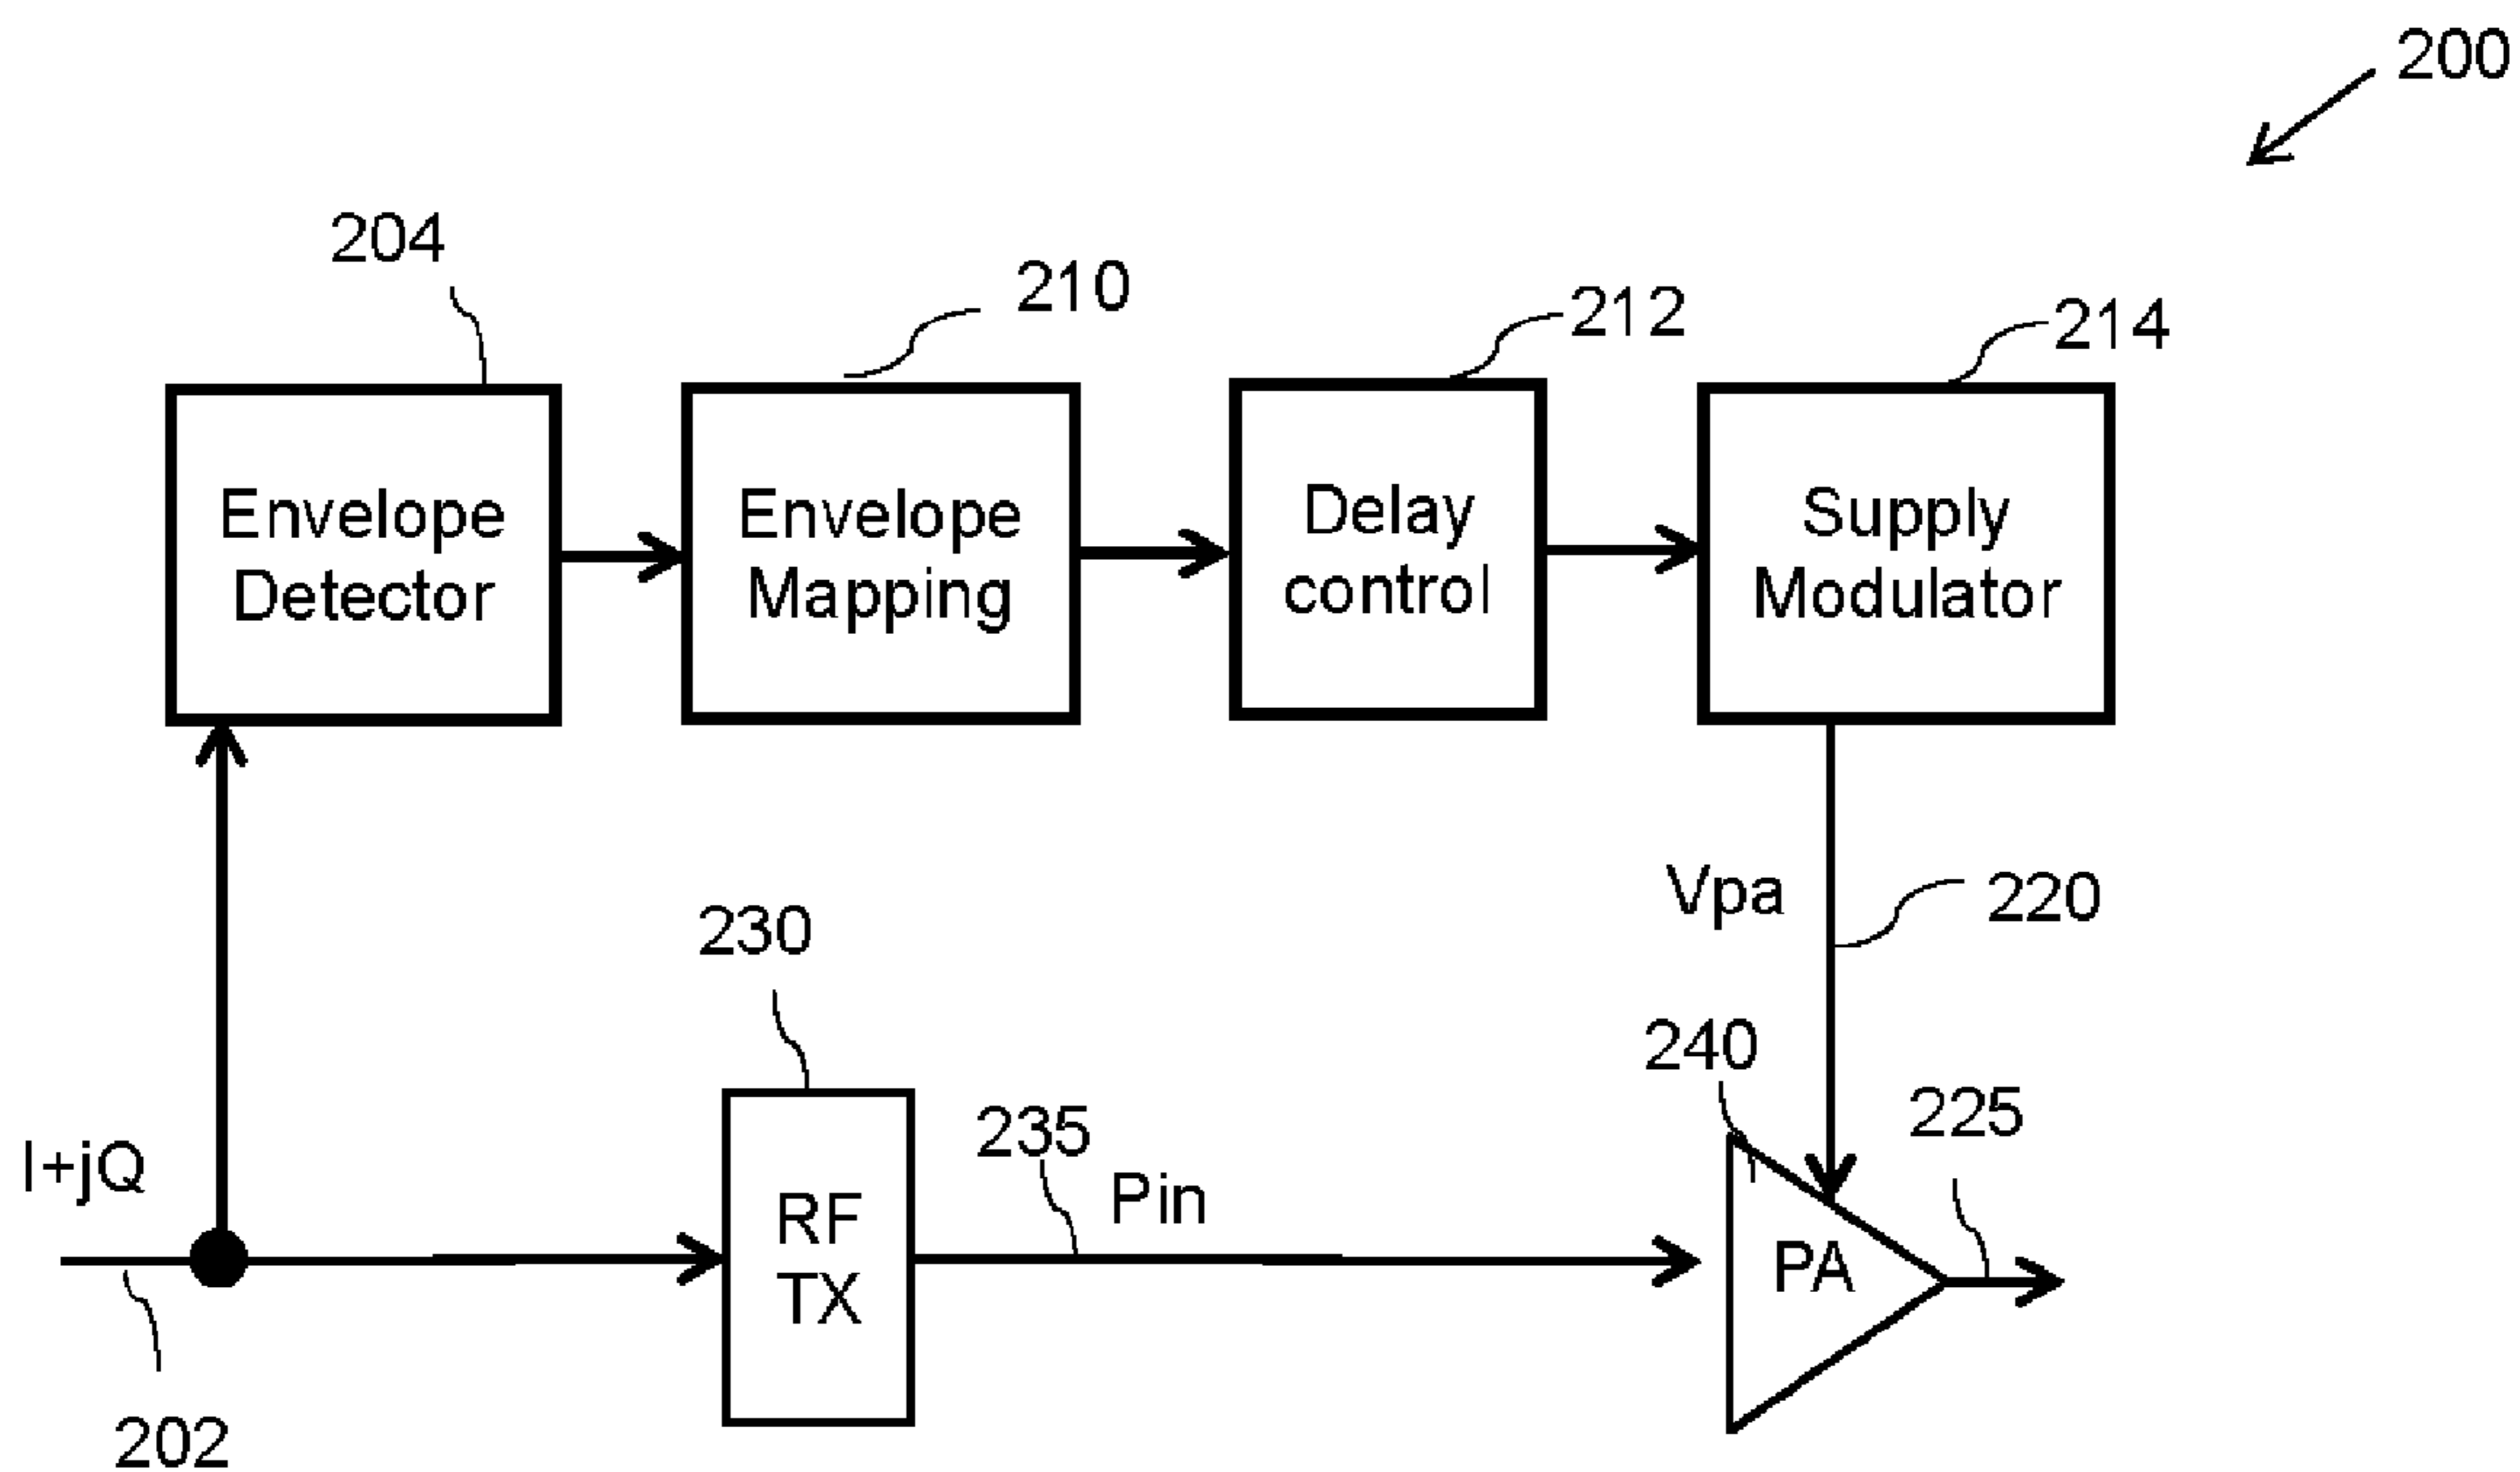 200
204
210
212
214
Envelope
Detector
Envelope
Mapping
Delay
control
Supply
Modulator
Vpa
220
230
240
225
235
I+jQ
Pin
RF
TX
PA
202